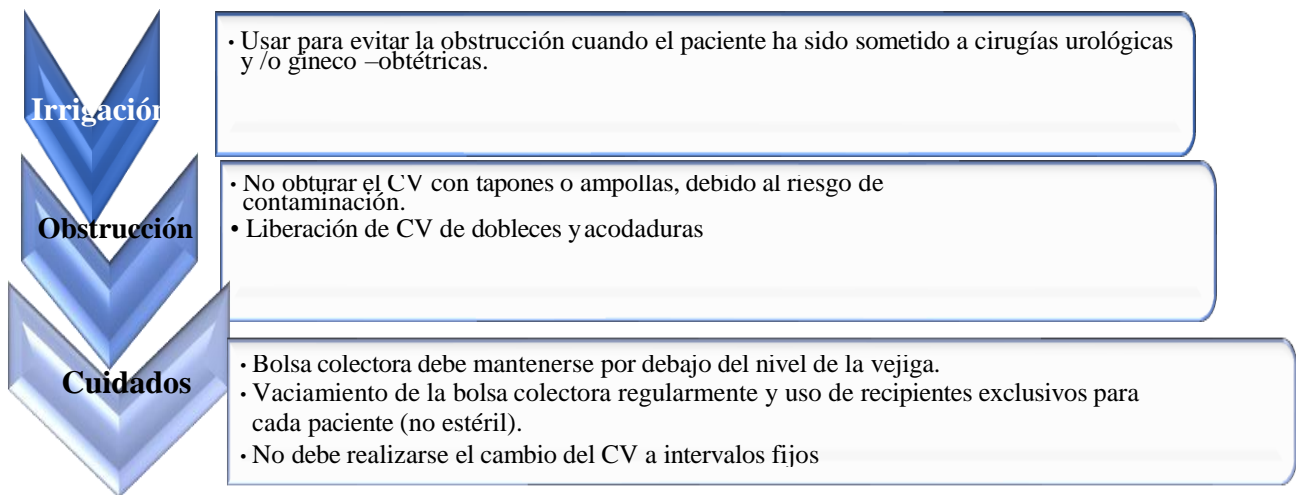 Irrigación
• Usar para evitar la obstrucción cuando el paciente ha sido sometido a cirugías urológicas
y /o gineco –obtétricas.
Obstrucción
• No obturar el CV con tapones o ampollas, debido al riesgo de
contaminación.
• Liberación de CV de dobleces y acodaduras
Cuidados
• Bolsa colectora debe mantenerse por debajo del nivel de la vejiga.
• Vaciamiento de la bolsa colectora regularmente y uso de recipientes exclusivos para
cada paciente (no estéril).
• No debe realizarse el cambio del CV a intervalos fijos